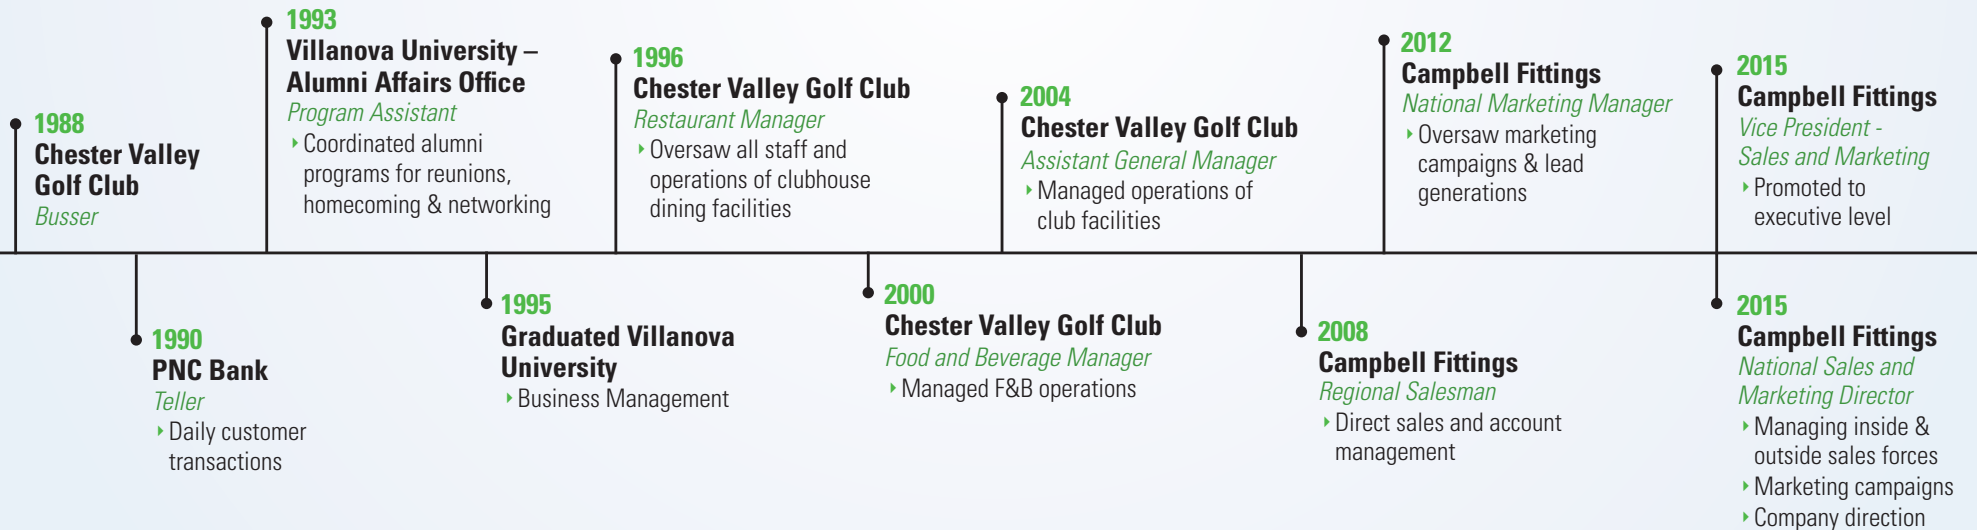 1988
Chester Valley
Golf Club
Busser
1990
PNC Bank
Teller
Daily customer
transactions
1993
Villanova University –
Alumni Affairs Office
Program Assistant
Coordinated alumni
programs for reunions,
homecoming & networking
1995
Graduated Villanova
University
Business Management
1996
Chester Valley Golf Club
Restaurant Manager
Oversaw all staff and
operations of clubhouse
dining facilities
2000
Chester Valley Golf Club
Food and Beverage Manager
Managed F&B operations
2004
Chester Valley Golf Club
Assistant General Manager
Managed operations of
club facilities
2008
Campbell Fittings
Regional Salesman
Direct sales and account
management
2012
Campbell Fittings
National Marketing Manager
Oversaw marketing
campaigns & lead
generations
2015
Campbell Fittings
Vice President -
Sales and Marketing
Promoted to
executive level
2015
Campbell Fittings
National Sales and
Marketing Director
Managing inside &
outside sales forces
Marketing campaigns
Company direction